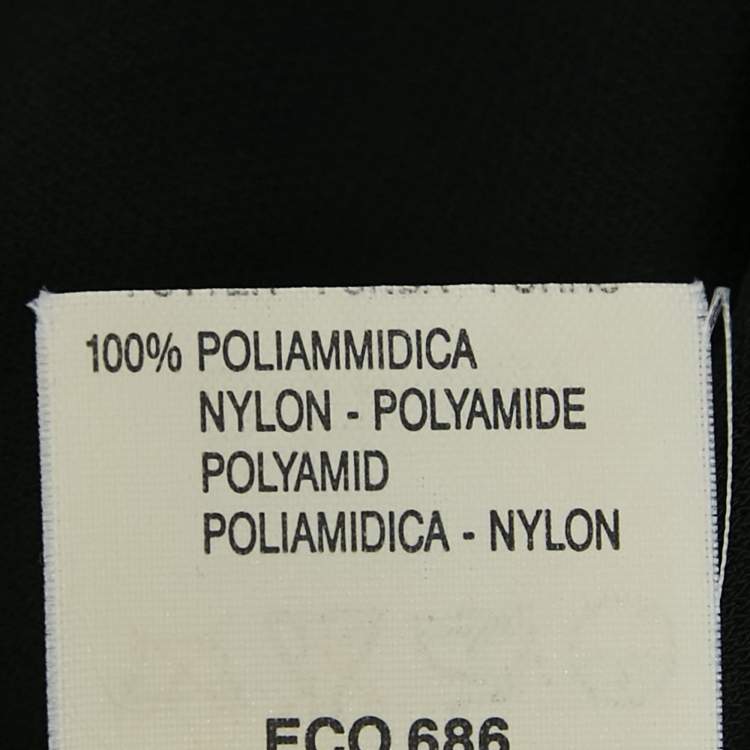 100% POLIAMMIDICA
NYLON - POLYAMIDE
POLYAMID
POLIAMIDICA - NYLON
ECO 686